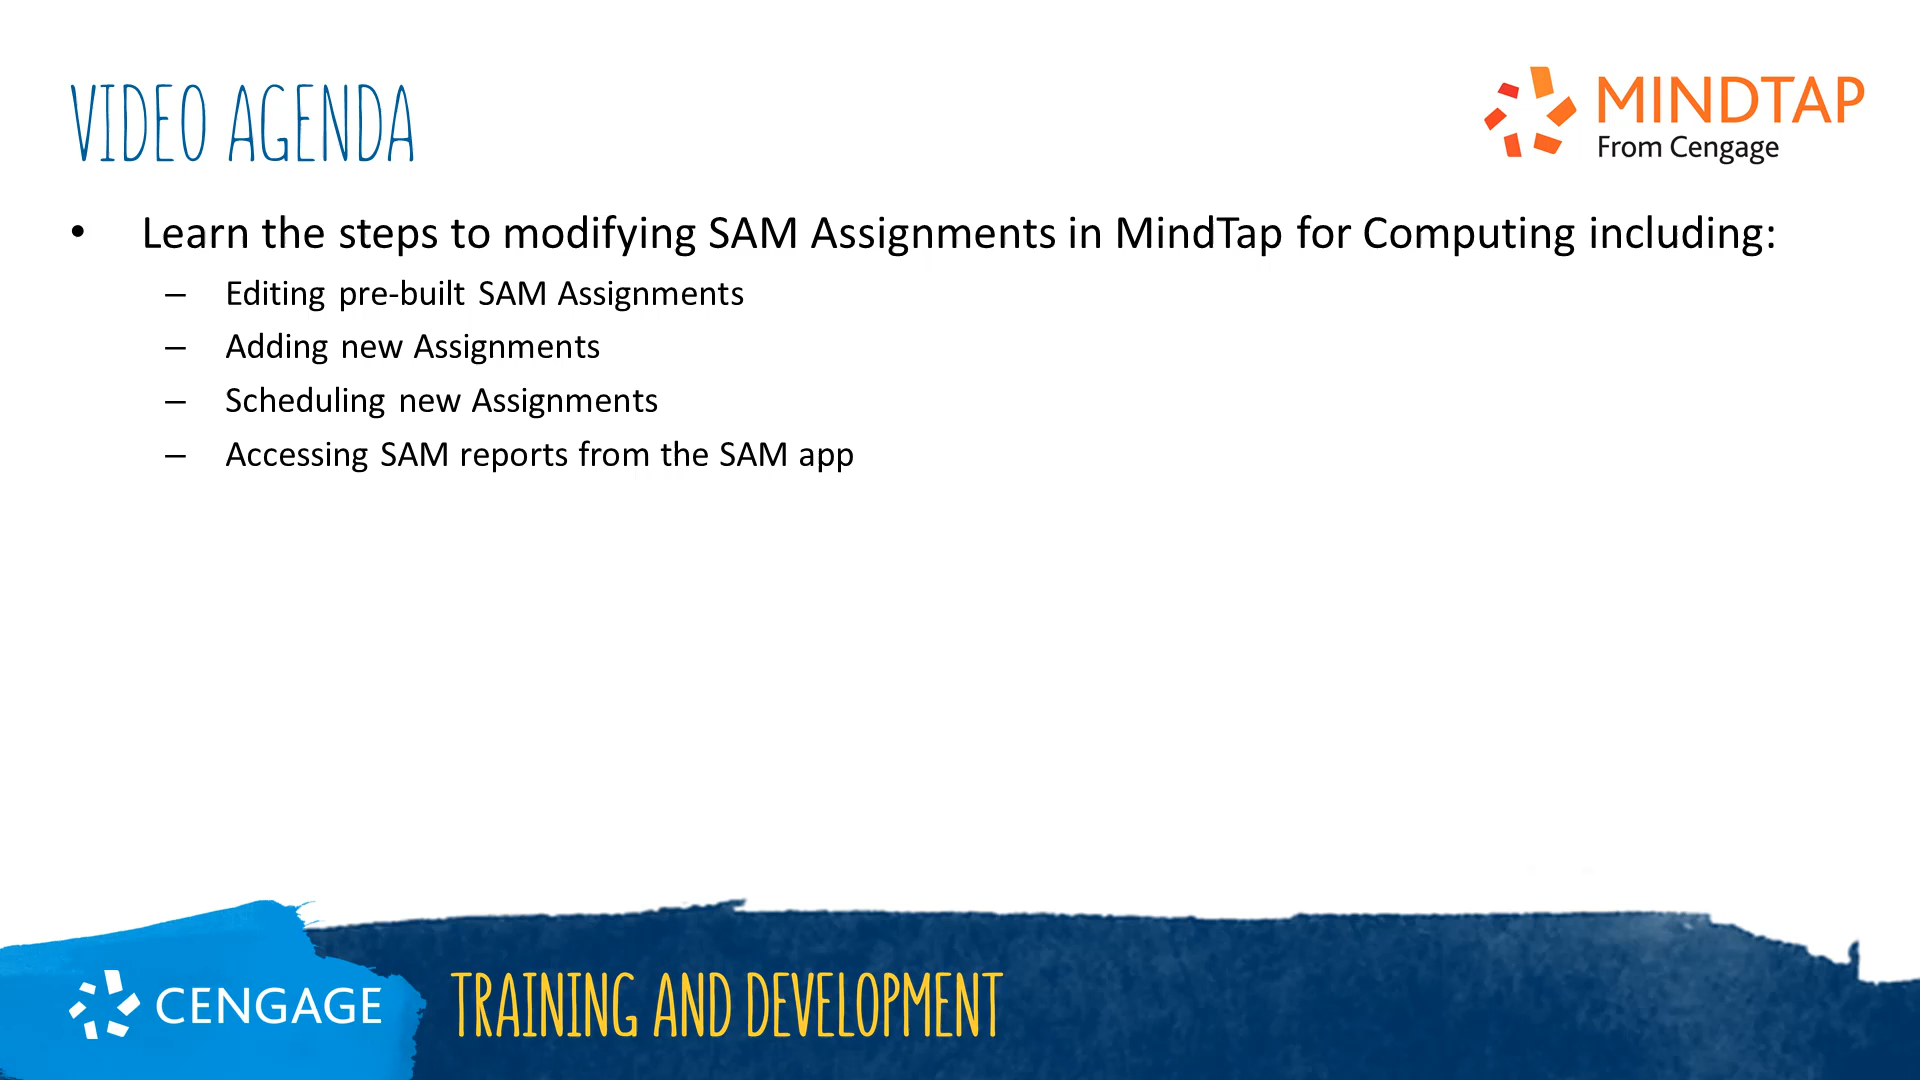 VIDEO AGENDA
MINDTAP
From Cengage
• Learn the steps to modifying SAM Assignments in MindTap for Computing including:
– Editing pre-built SAM Assignments
– Adding new Assignments
– Scheduling new Assignments
– Accessing SAM reports from the SAM app
CENGAGE
TRAINING AND DEVELOPMENT